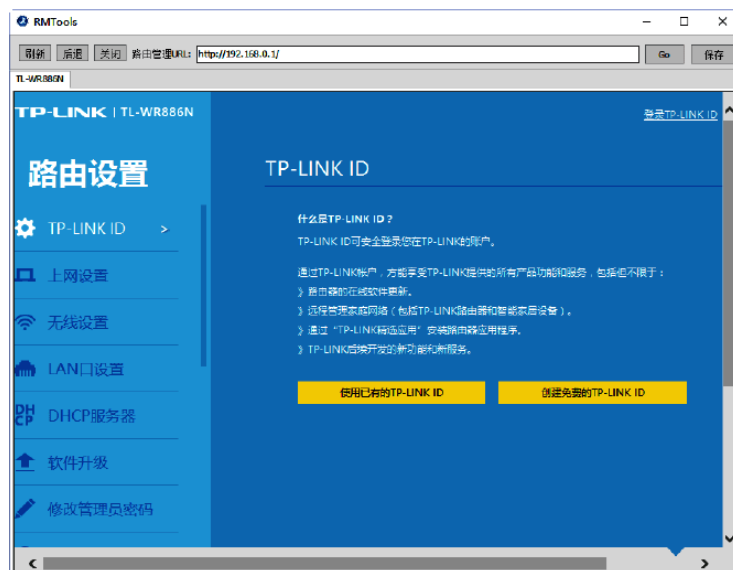 RMTools
刷新 后退 关闭 路由管理URL: http://192.168.0.1/ Go 保存
TL-WR886N
TP-LINK | TL-WR886N
登录TP-LINK ID
路由设置
TP-LINK ID >
上网设置
无线设置
LAN口设置
DHCP DHCP服务器
软件升级
修改管理员密码
TP-LINK ID
什么是TP-LINK ID？
TP-LINK ID可安全登录您在TP-LINK的账户。
通过TP-LINK帐户，方能享受TP-LINK提供的所有产品功能和服务，包括但不限于：
》路由器的在线软件更新。
》远程管理家庭网络（包括TP-LINK路由器和智能家居设备）。
》通过“TP-LINK精选应用”安装路由器应用程序。
》TP-LINK后续开发的新功能和新服务。
使用已有的TP-LINK ID 创建免费的TP-LINK ID